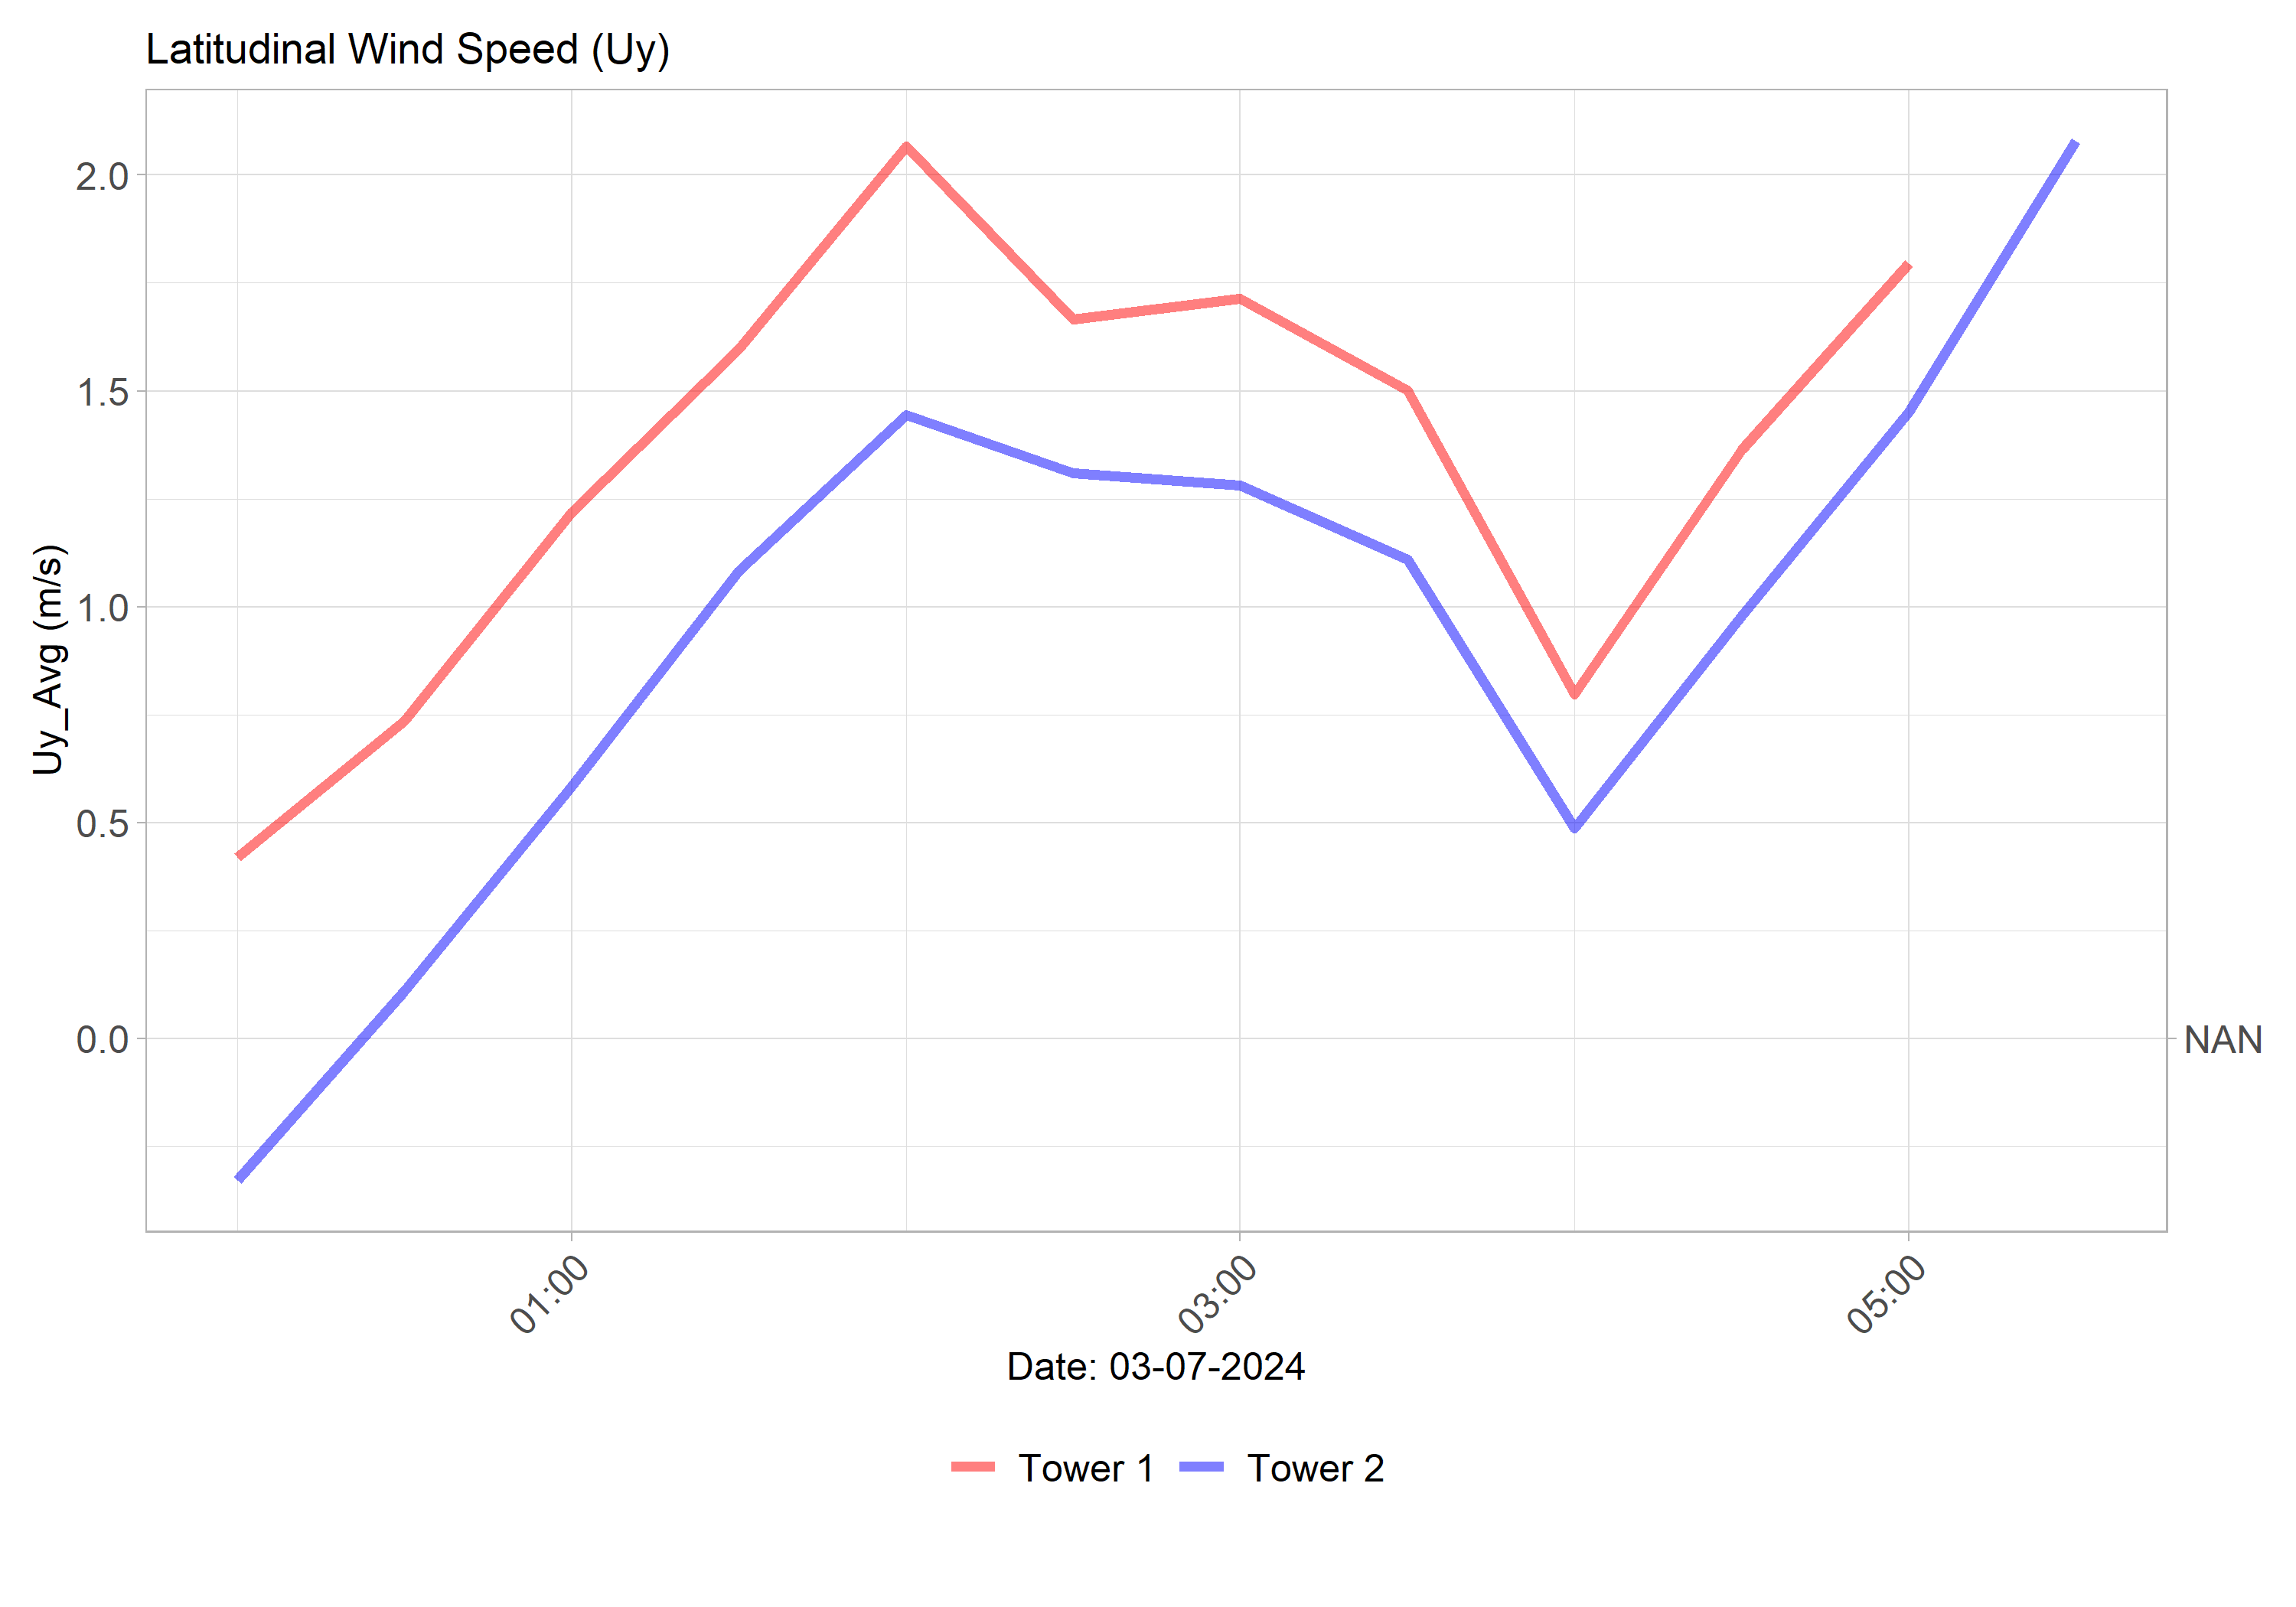 Latitudinal Wind Speed (Uy)
Uy_Avg (m/s)
2.0
1.5
1.0
0.5
0.0
NAN
01:00
03:00
05:00
Date: 03-07-2024
Tower 1
Tower 2